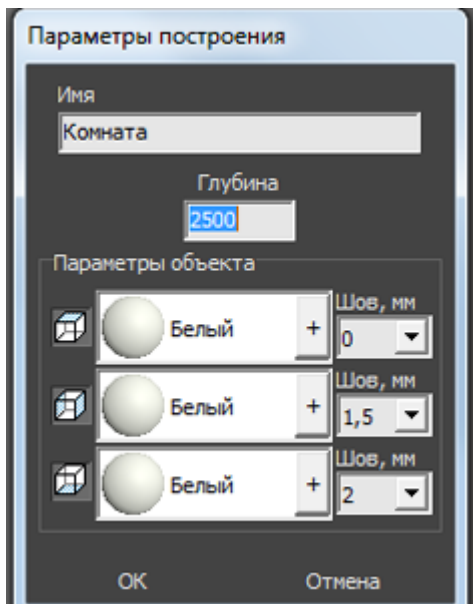 Параметры построения
Имя
Комната
Глубина
2500
Параметры объекта
Шов, мм
Белый + 0
Шов, мм
Белый + 1,5
Шов, мм
Белый + 2
OK Отмена